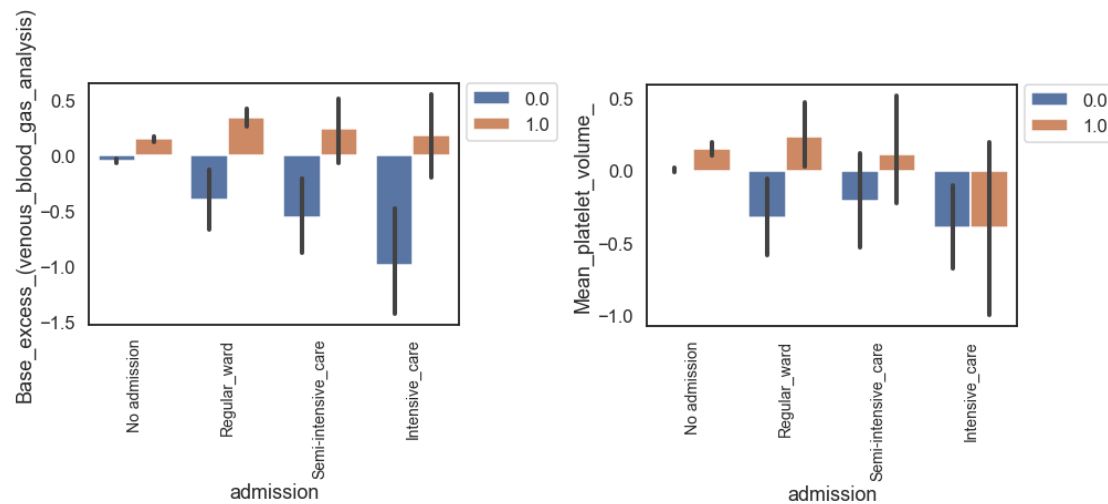 Base_excess_(venous_blood_gas_analysis)
0.5
0.0
−0.5
−1.0
−1.5
No admission
Regular_ward
Semi-intensive_care
Intensive_care
admission
0.0
1.0
Mean_platelet_volume_
0.5
0.0
−0.5
−1.0
No admission
Regular_ward
Semi-intensive_care
Intensive_care
admission
0.0
1.0